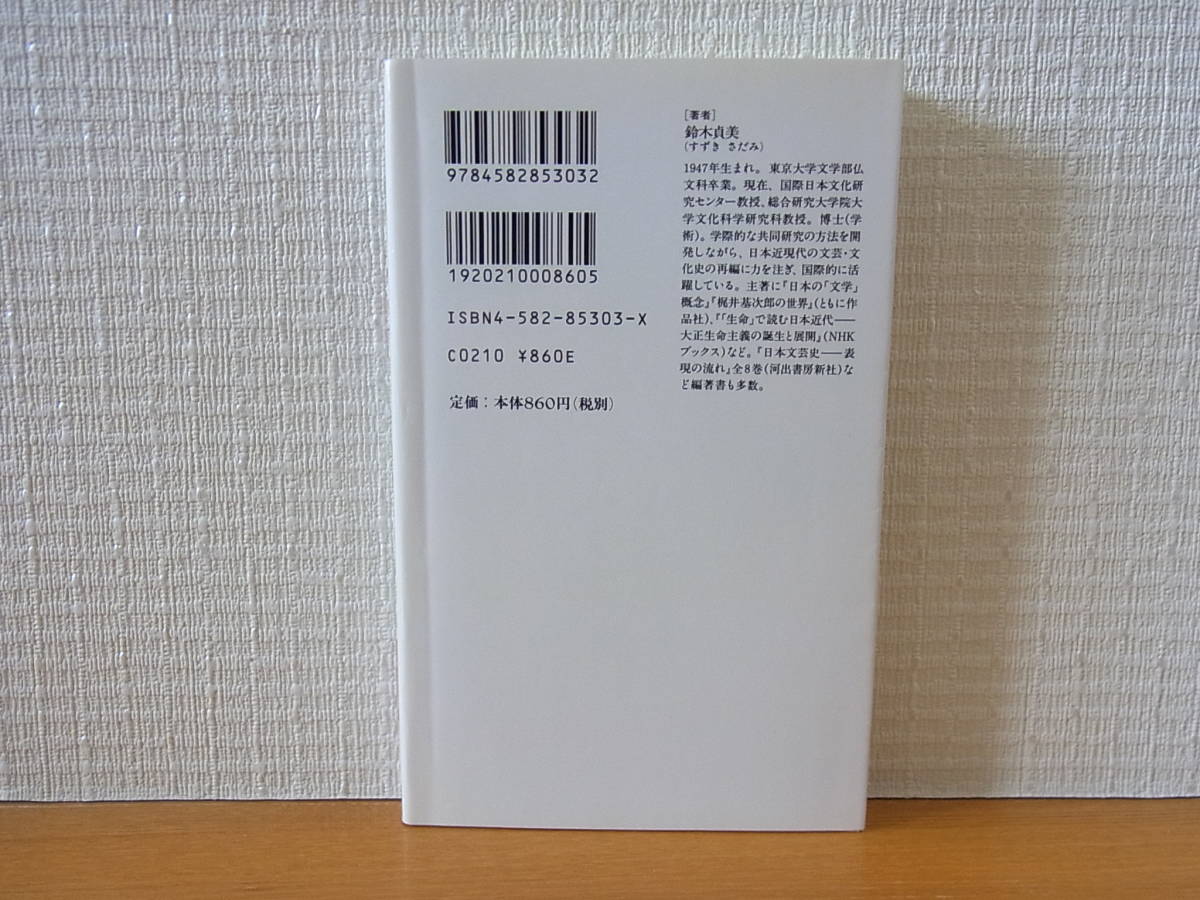 9784582853032
1920210008605
ISBN4-582-85303-X
C0210 ¥860E
定価：本体860円（税別）
［著者］
鈴木貞美
（すずき さだみ）
1947年生まれ。東京大学文学部仏
文科卒業。現在、国際日本文化研
究センター教授、総合研究大学院大
学文化科学研究科教授。博士（学
術）。学際的な共同研究の方法を開
発しながら、日本近現代の文芸・文
化史の再編に力を注ぎ、国際的に活
躍している。主著に『日本の「文学」
概念』『梶井基次郎の世界』（ともに作
品社）、『「生命」で読む日本近代――
大正生命主義の誕生と展開』（NHK
ブックス）など。『日本文芸史――表
現の流れ』全8巻（河出書房新社）な
ど編著書も多数。